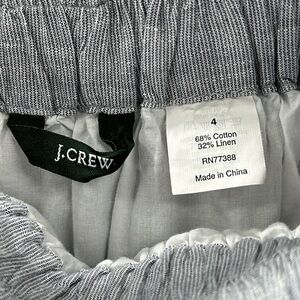 J.CREW
4
68% Cotton
32% Linen
RN77388
Made in China